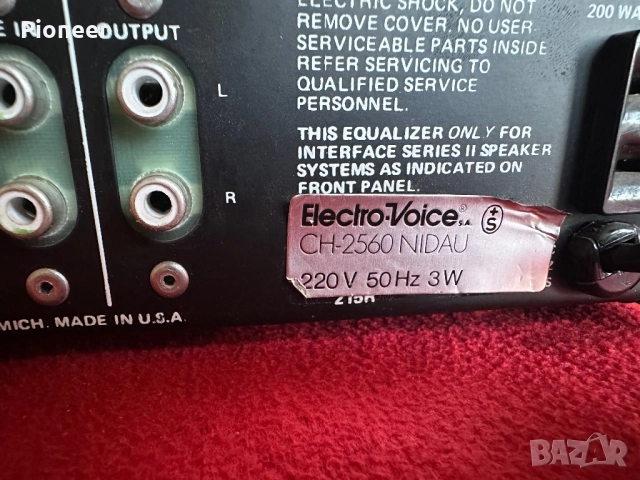 Pioneer
E IN
OUTPUT
L
R
ELECTRIC SHOCK, DO NOT
REMOVE COVER, NO USER-
SERVICEABLE PARTS INSIDE
REFER SERVICING TO
QUALIFIED SERVICE
PERSONNEL.
THIS EQUALIZER ONLY FOR
INTERFACE SERIES II SPEAKER
SYSTEMS AS INDICATED ON
FRONT PANEL.
200 WA
Electro-Voice S.A. +S
CH-2560 NIDAU
220 V 50 Hz 3 W
215H
MICH. MADE IN U.S.A.
bazar